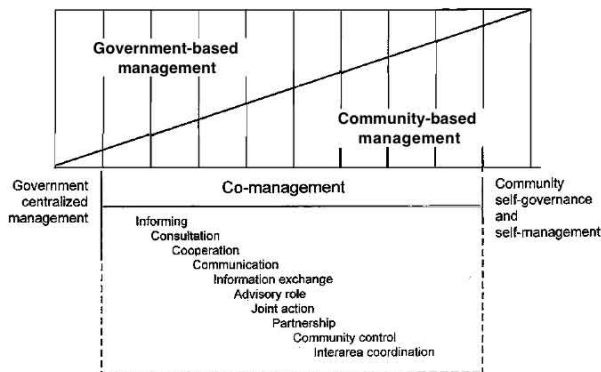 Government-based
management
Community-based
management
Government
centralized
management
Co-management
Community
self-governance
and
self-management
Informing
Consultation
Cooperation
Communication
Information exchange
Advisory role
Joint action
Partnership
Community control
Interarea coordination